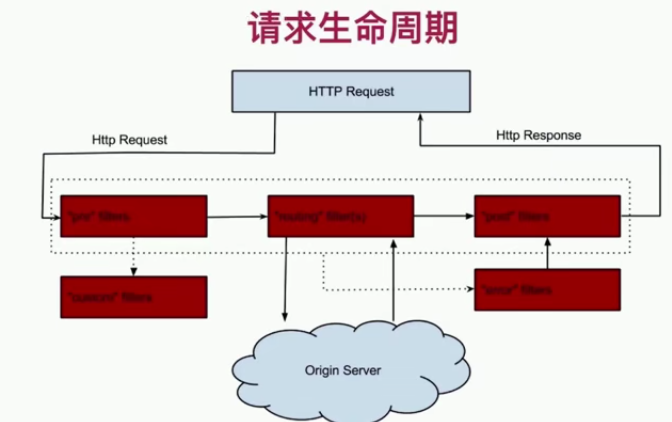 请求生命周期
HTTP Request
Http Request
Http Response
"pre" filters
"routing" filter(s)
"post" filters
"custom" filters
"error" filters
Origin Server